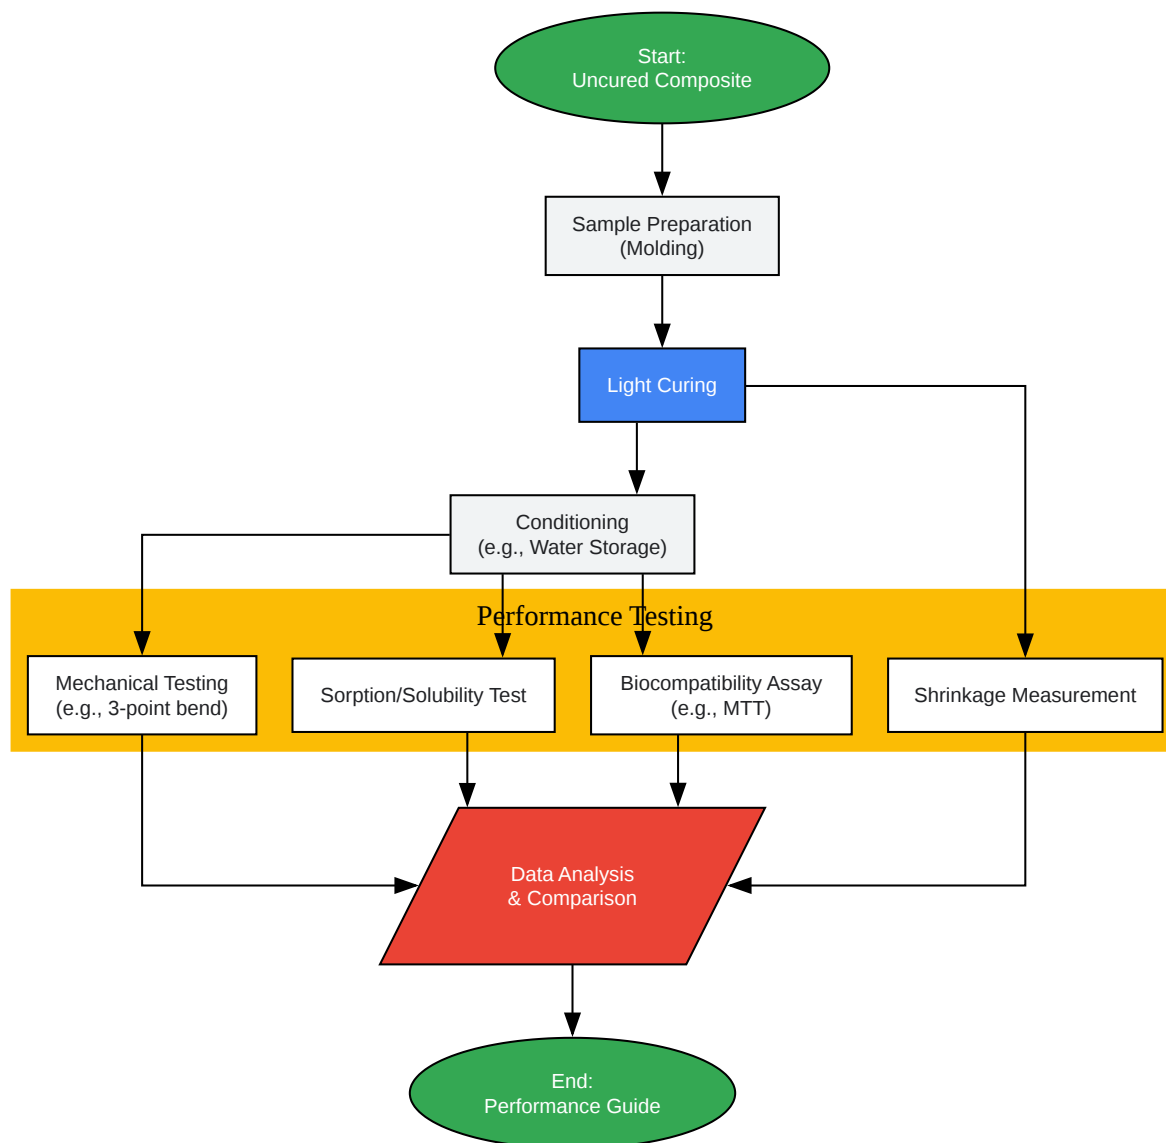 Start:
Uncured Composite
Sample Preparation
(Molding)
Light Curing
Conditioning
(e.g., Water Storage)
Performance Testing
Mechanical Testing
(e.g., 3-point bend)
Sorption/Solubility Test
Biocompatibility Assay
(e.g., MTT)
Shrinkage Measurement
Data Analysis
& Comparison
End:
Performance Guide